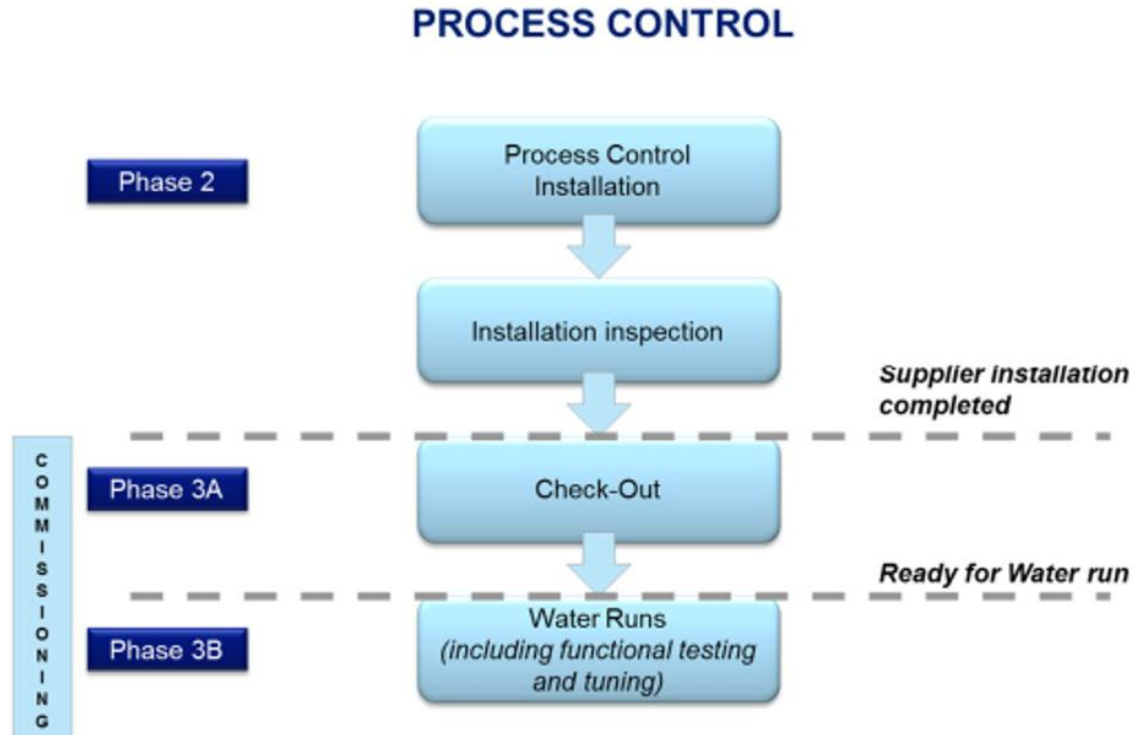 PROCESS CONTROL
Phase 2
Process Control
Installation
Installation inspection
Supplier installation
completed
COMMISSIONING
Phase 3A
Check-Out
Ready for Water run
Phase 3B
Water Runs
(including functional testing
and tuning)